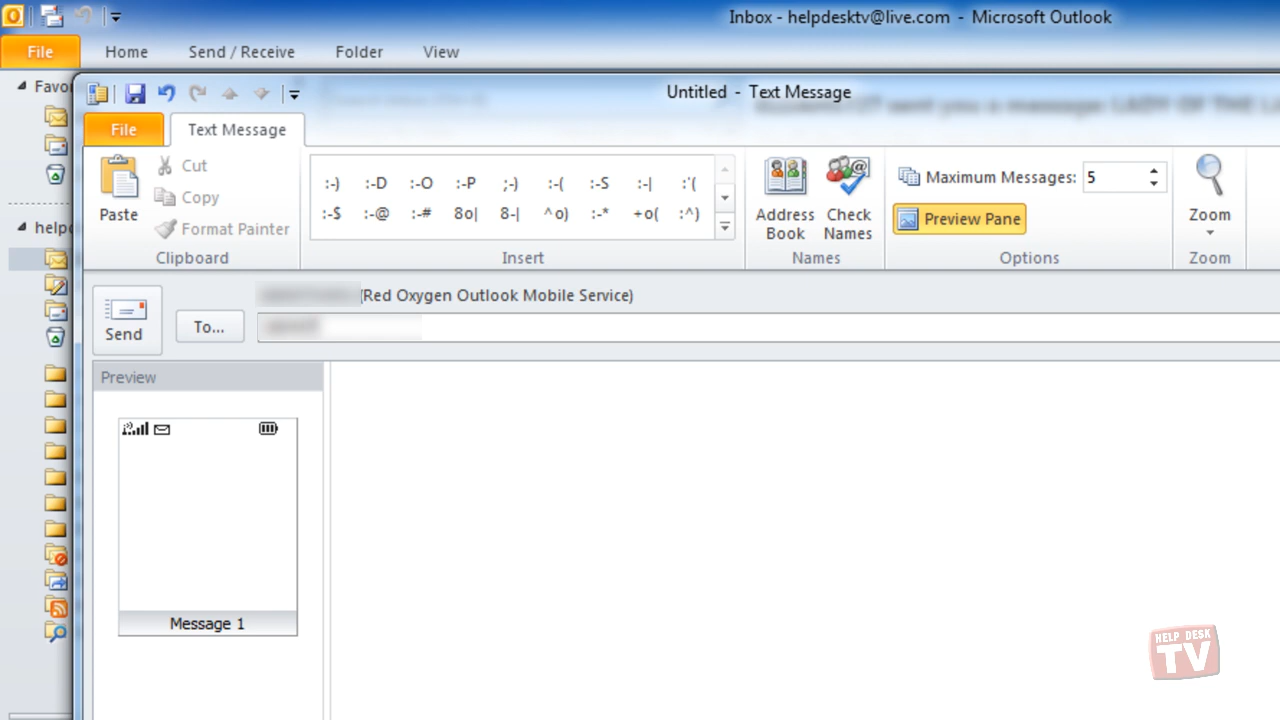 Inbox - helpdesktv@live.com - Microsoft Outlook
File Home Send / Receive Folder View
Favo
Untitled - Text Message
File Text Message
Paste
Cut
Copy
Format Painter
Clipboard
:-) :-D :-O :-P ;-) :-( :-S :-| :'(
:-$ :-@ :-# 8o| 8-| ^o) :-* +o( :^)
Insert
Address Book
Check Names
Names
Maximum Messages: 5
Preview Pane
Options
Zoom
Zoom
helpd
(Red Oxygen Outlook Mobile Service)
Send
To...
Preview
Message 1
HELP DESK
TV